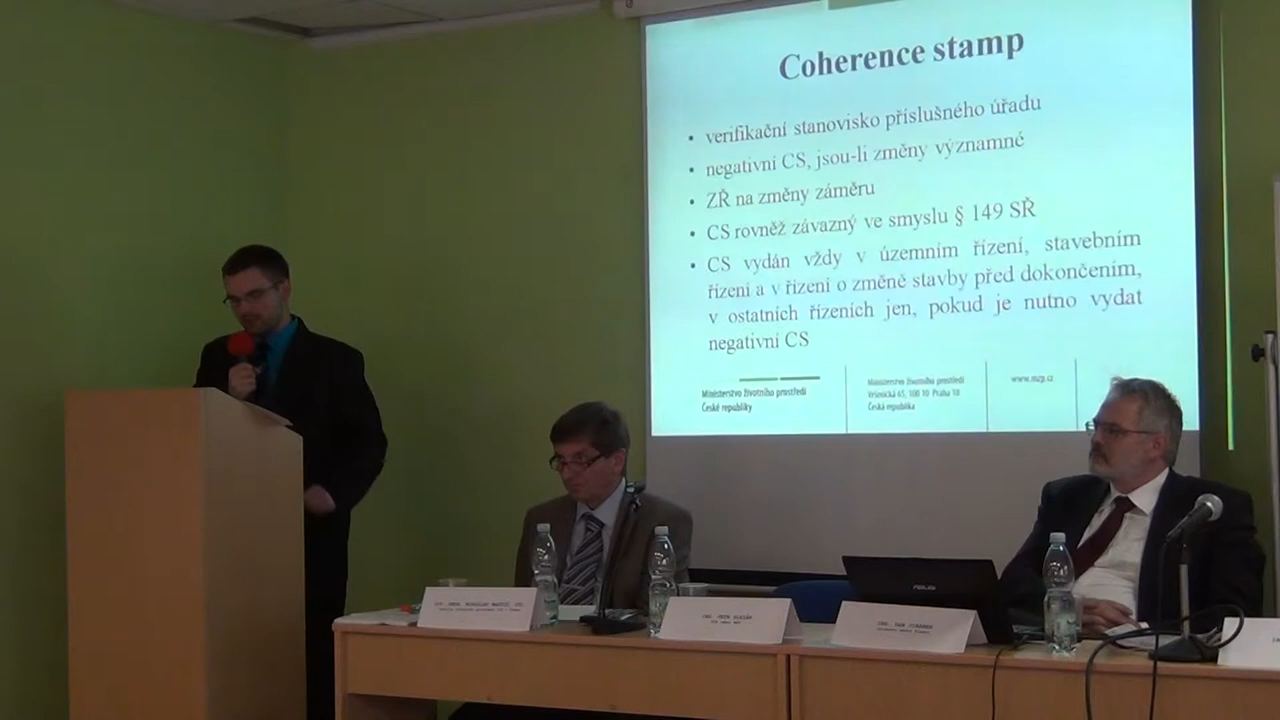 Coherence stamp
• verifikační stanovisko příslušného úřadu
• negativní CS, jsou-li změny významné
• ZŘ na změny záměru
• CS rovněž závazný ve smyslu § 149 SŘ
• CS vydán vždy v územním řízení, stavebním
řízení a v řízení o změně stavby před dokončením,
v ostatních řízeních jen, pokud je nutno vydat
negativní CS
Ministerstvo životního prostředí
České republiky
Ministerstvo životního prostředí
Vršovická 65, 100 10 Praha 10
Česká republika
www.mzp.cz
ASUS